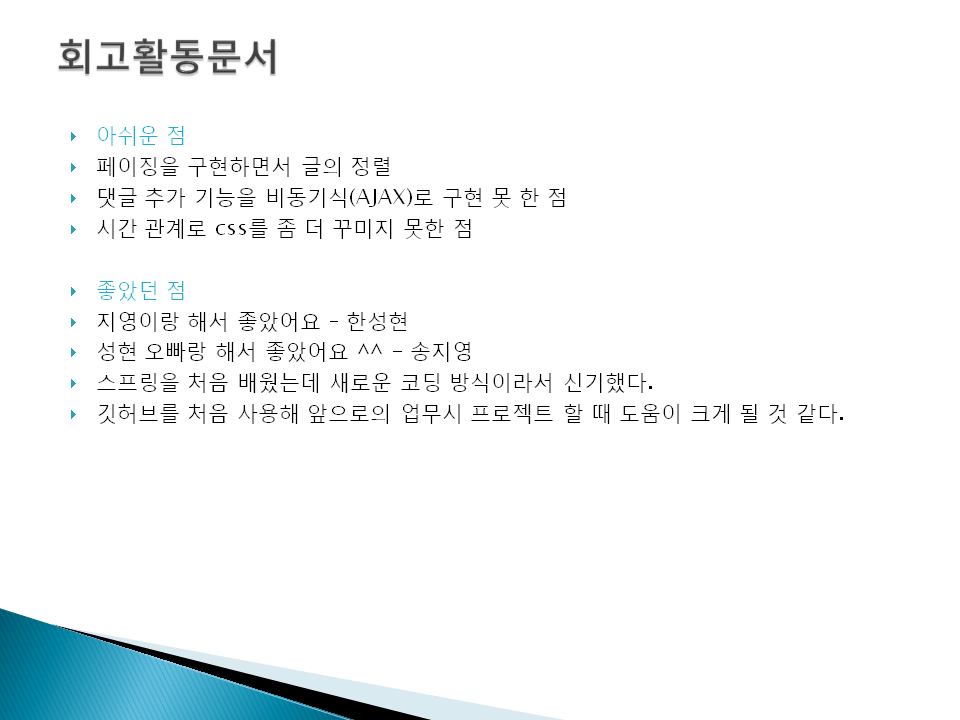 회고활동문서
아쉬운 점
페이징을 구현하면서 글의 정렬
댓글 추가 기능을 비동기식(AJAX)로 구현 못 한 점
시간 관계로 css를 좀 더 꾸미지 못한 점
좋았던 점
지영이랑 해서 좋았어요 – 한성현
성현 오빠랑 해서 좋았어요 ^^ - 송지영
스프링을 처음 배웠는데 새로운 코딩 방식이라서 신기했다.
깃허브를 처음 사용해 앞으로의 업무시 프로젝트 할 때 도움이 크게 될 것 같다.